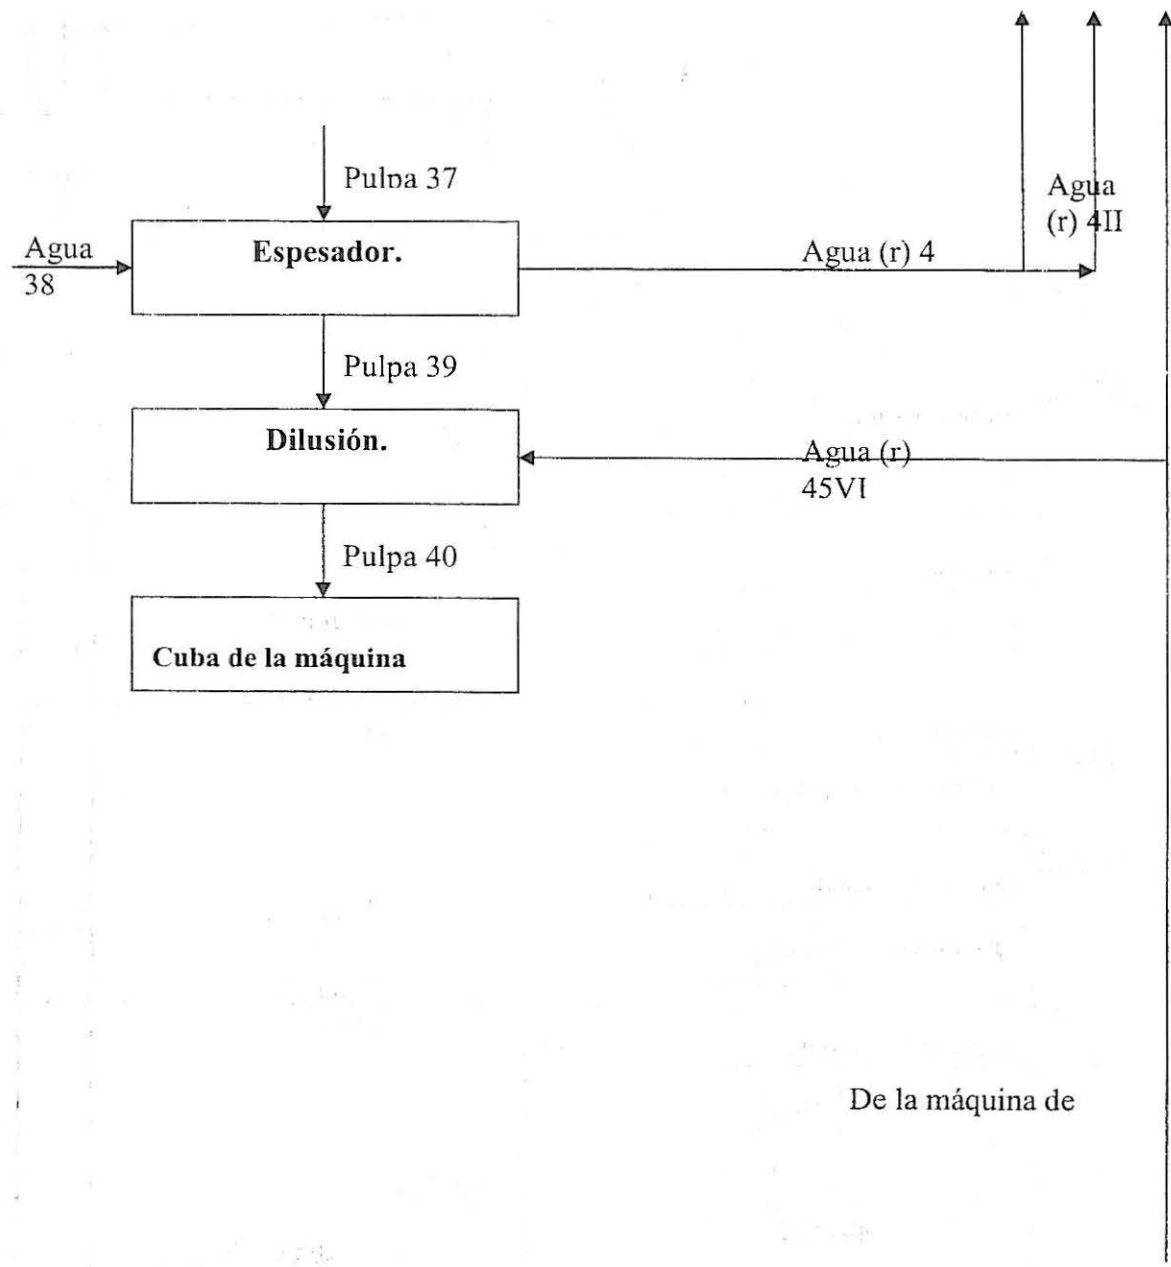 Pulpa 37
Agua
(r) 4II
Agua
38
Espesador.
Agua (r) 4
Pulpa 39
Dilusión.
Agua (r)
45VI
Pulpa 40
Cuba de la máquina
De la máquina de